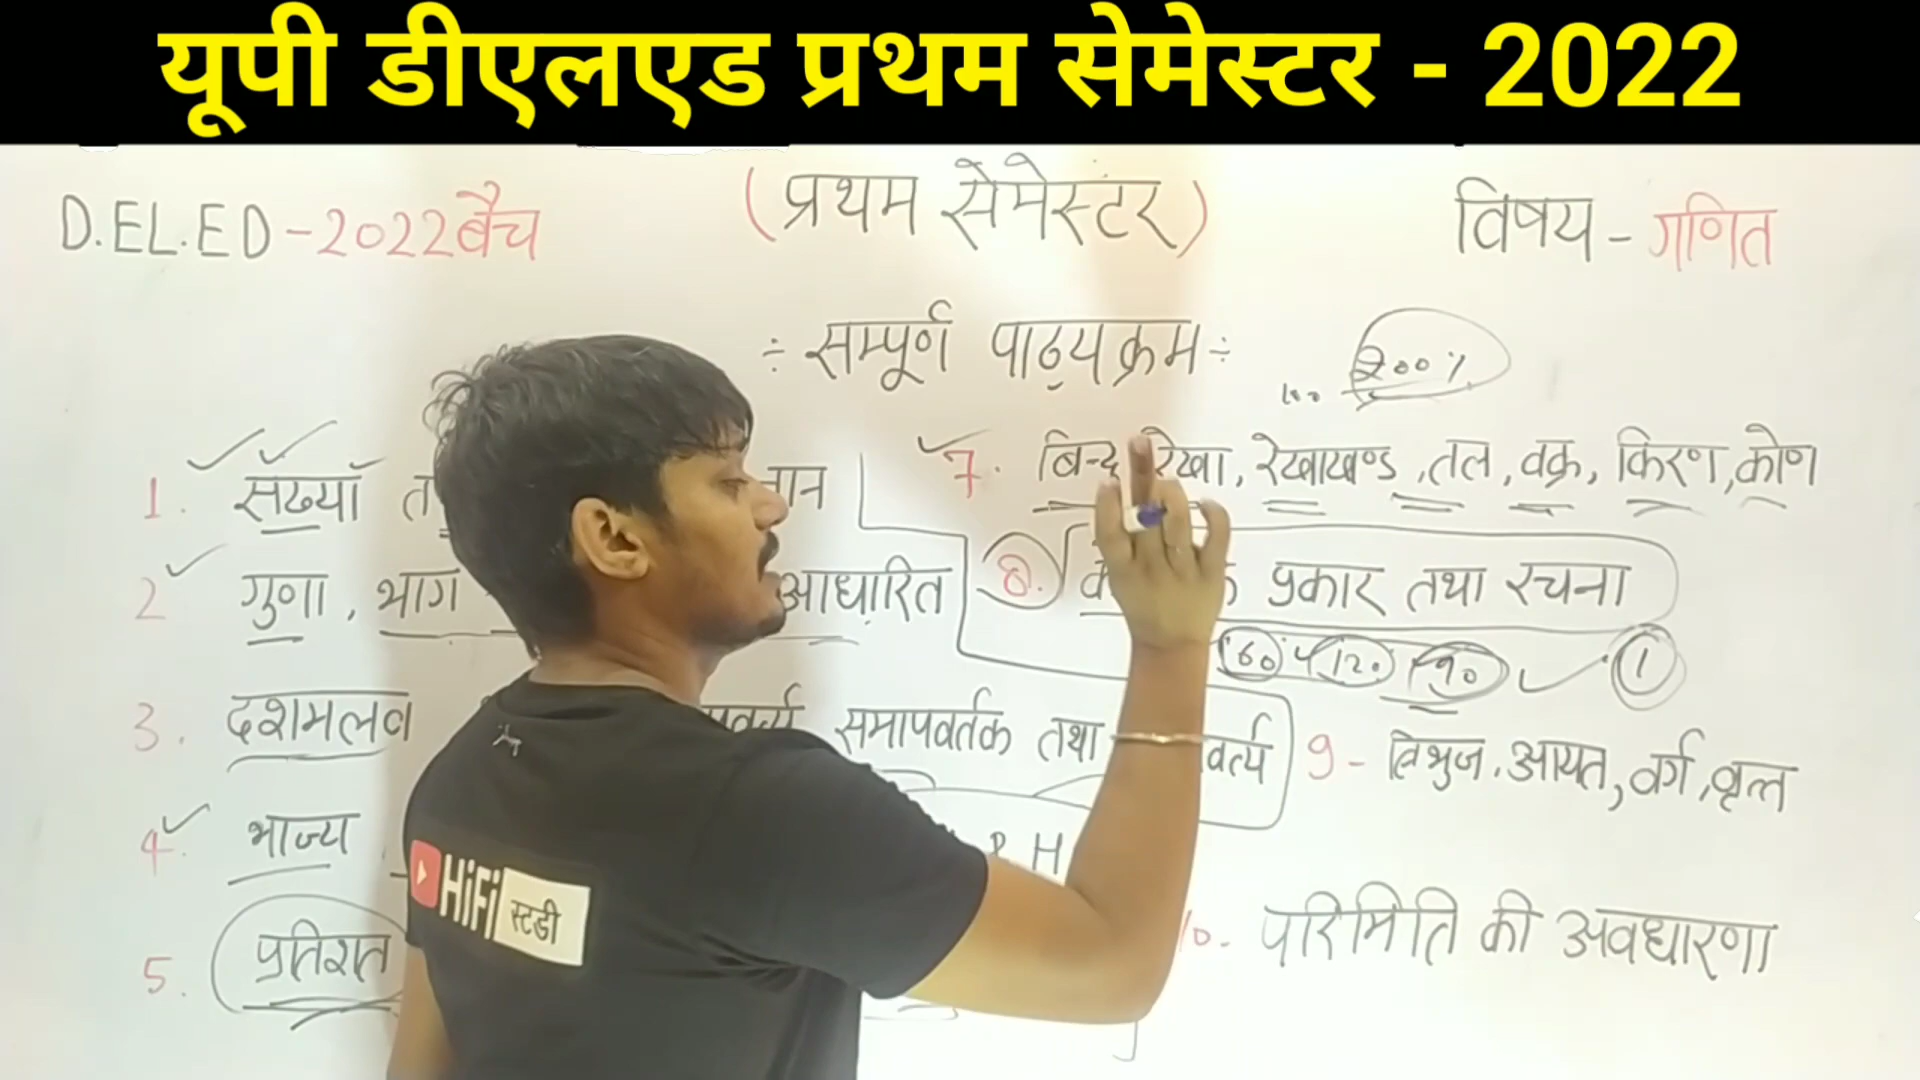 यूपी डीएलएड प्रथम सेमेस्टर - 2022
D.EL.ED - 2022 बैच
(प्रथम सेमेस्टर)
विषय - गणित
÷ सम्पूर्ण पाठ्यक्रम ÷
200%
100
1. संख्याँ
2 गुणा, भाग आधारित
3. दशमलव समापवर्तक तथा
4. भाज्य
5. प्रतिशत
7. बिन्दु रेखा, रेखाखण्ड, तल, वक्र, किरण, कोण
8. प्रकार तथा रचना
60 120 90 1
9 - त्रिभुज, आयत, वर्ग, वृत्त
10. परिमिति की अवधारणा
HiFi स्टडी